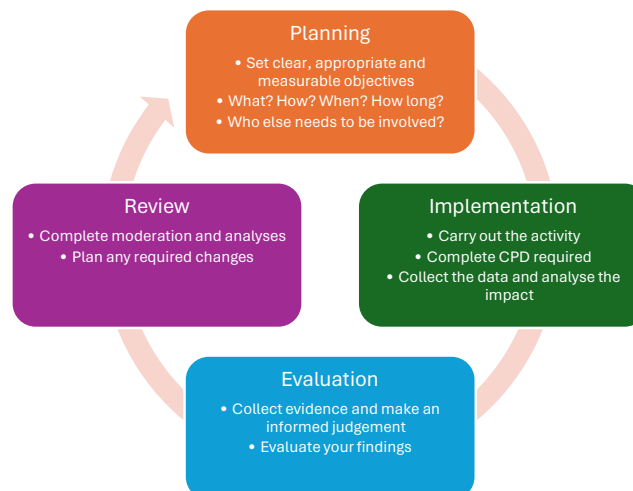 Planning
• Set clear, appropriate and
measurable objectives
• What? How? When? How long?
• Who else needs to be involved?
Implementation
• Carry out the activity
• Complete CPD required
• Collect the data and analyse the
impact
Evaluation
• Collect evidence and make an
informed judgement
• Evaluate your findings
Review
• Complete moderation and analyses
• Plan any required changes